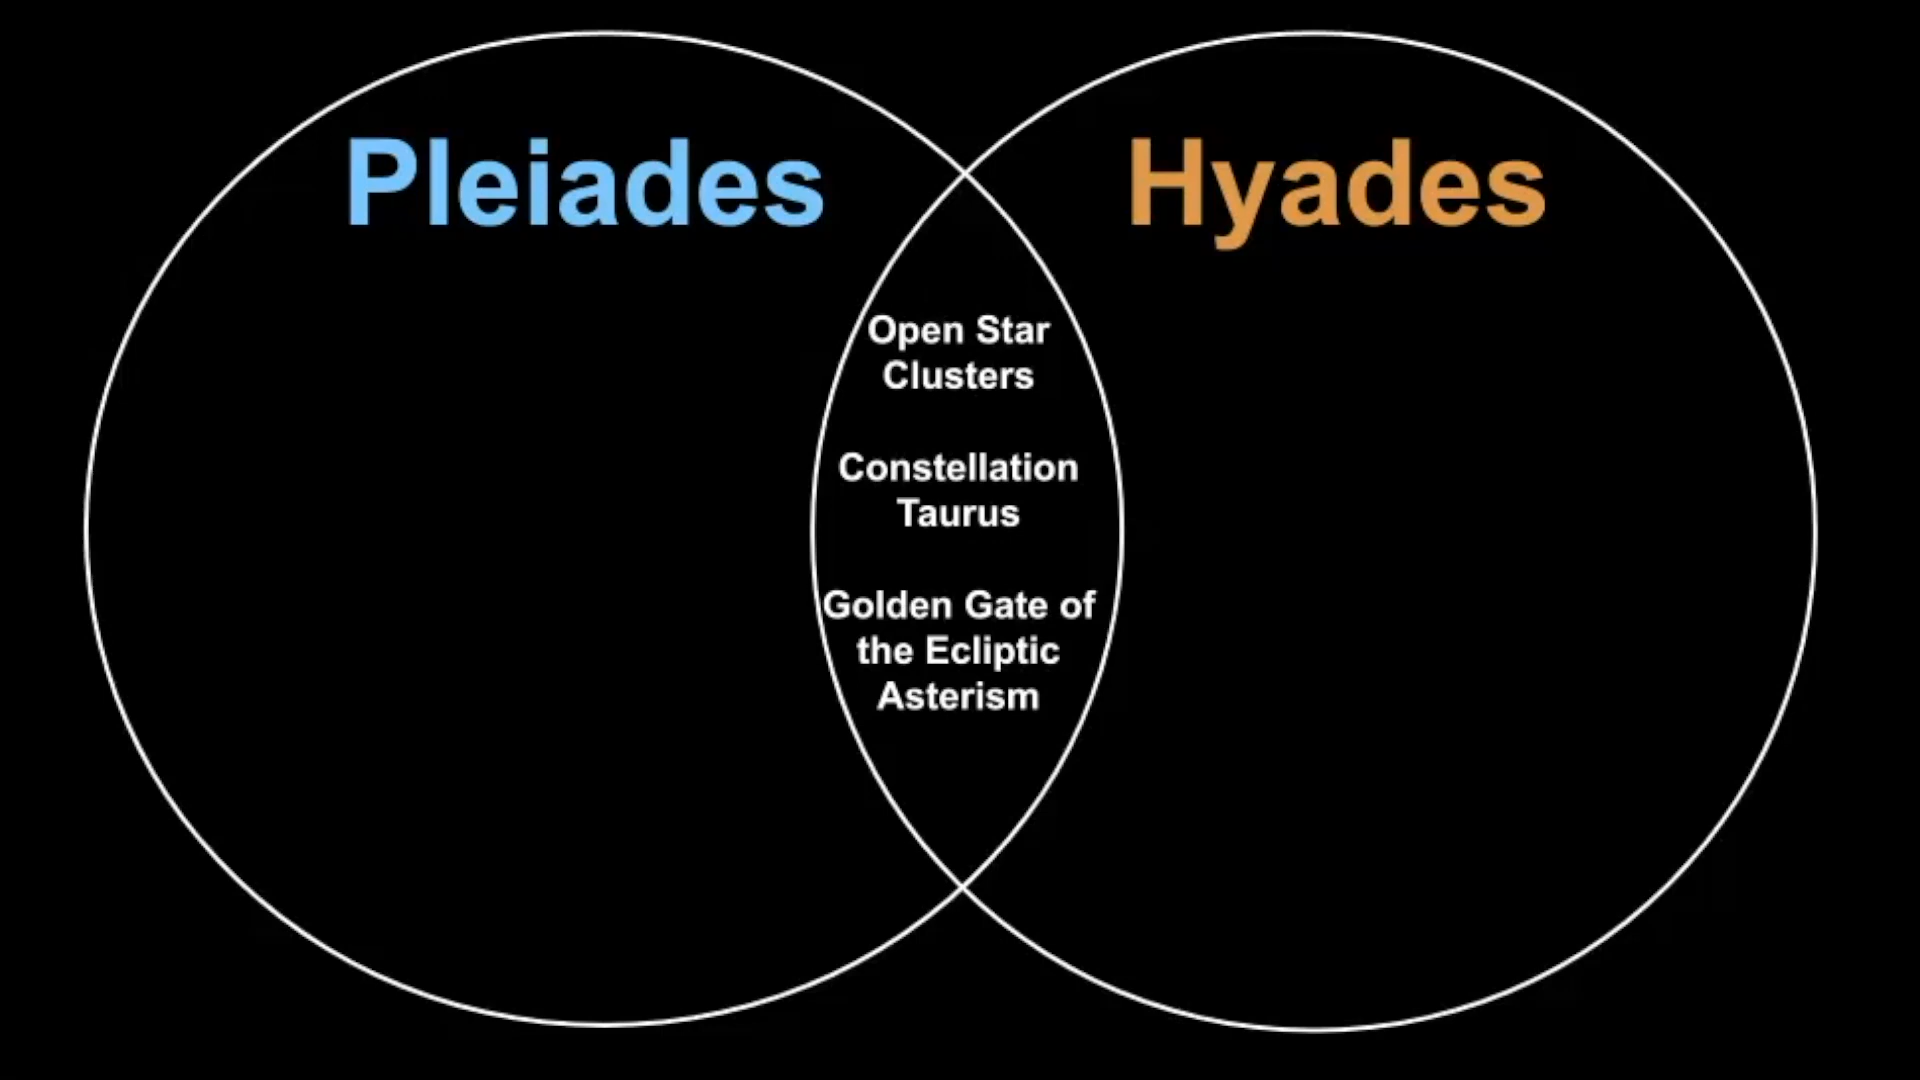 Pleiades
Hyades
Open Star
Clusters
Constellation
Taurus
Golden Gate of
the Ecliptic
Asterism